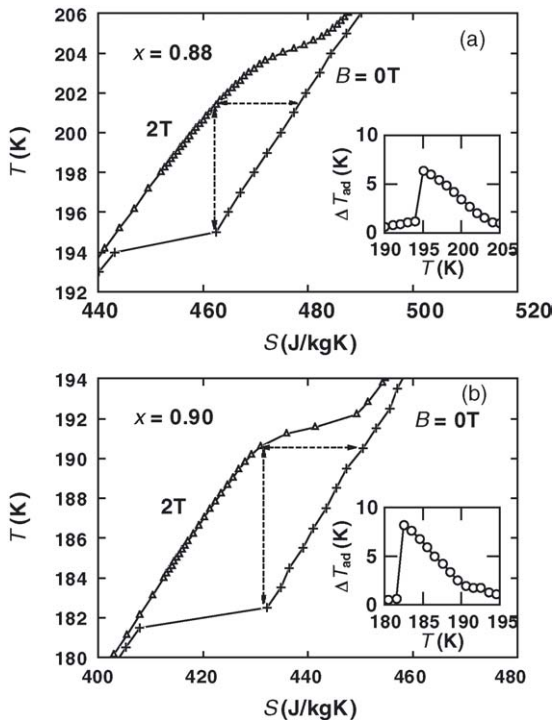 206
204
202
200
198
196
194
192
T (K)
(a)
x = 0.88
B = 0T
2T
10
5
0
Δ T_ad (K)
190 195 200 205
T (K)
440 460 480 500 520
S (J/kgK)
194
192
190
188
186
184
182
180
T (K)
(b)
x = 0.90
B = 0T
2T
10
5
0
Δ T_ad (K)
180 185 190 195
T (K)
400 420 440 460 480
S (J/kgK)